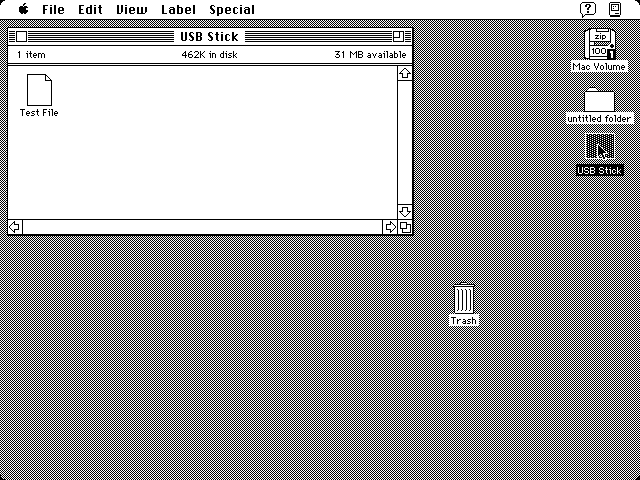 File Edit View Label Special
USB Stick
1 item 462K in disk 31 MB available
Test File
zip
100
Mac Volume
untitled folder
USB Stick
Trash